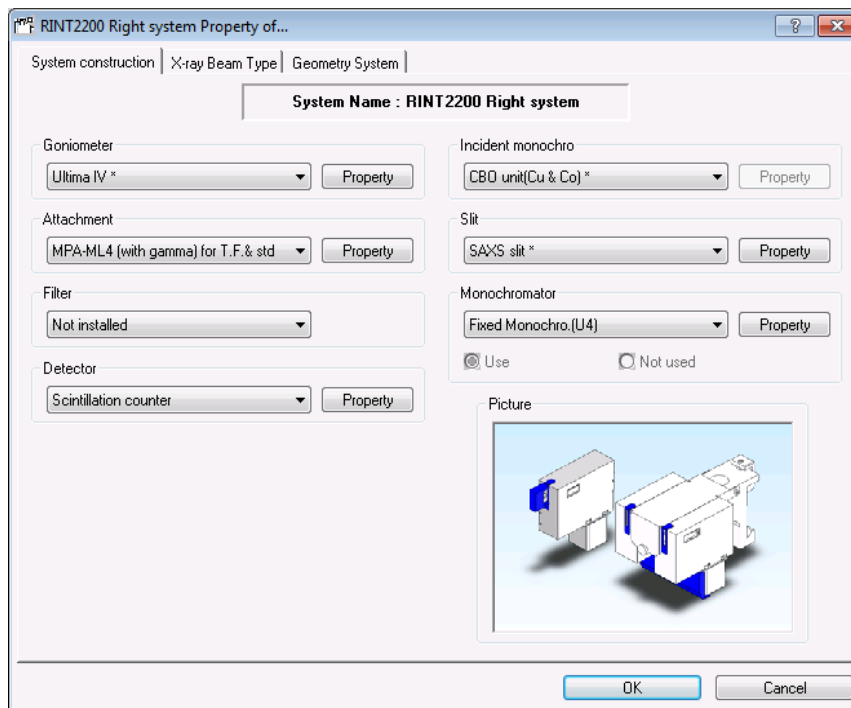 RINT2200 Right system Property of...
System construction
X-ray Beam Type
Geometry System
System Name : RINT2200 Right system
Goniometer
Ultima IV *
Property
Incident monochro
CBO unit(Cu & Co) *
Property
Attachment
MPA-ML4 (with gamma) for T.F.& std
Property
Slit
SAXS slit *
Property
Filter
Not installed
Monochromator
Fixed Monochro.(U4)
Property
Use
Not used
Detector
Scintillation counter
Property
Picture
OK
Cancel